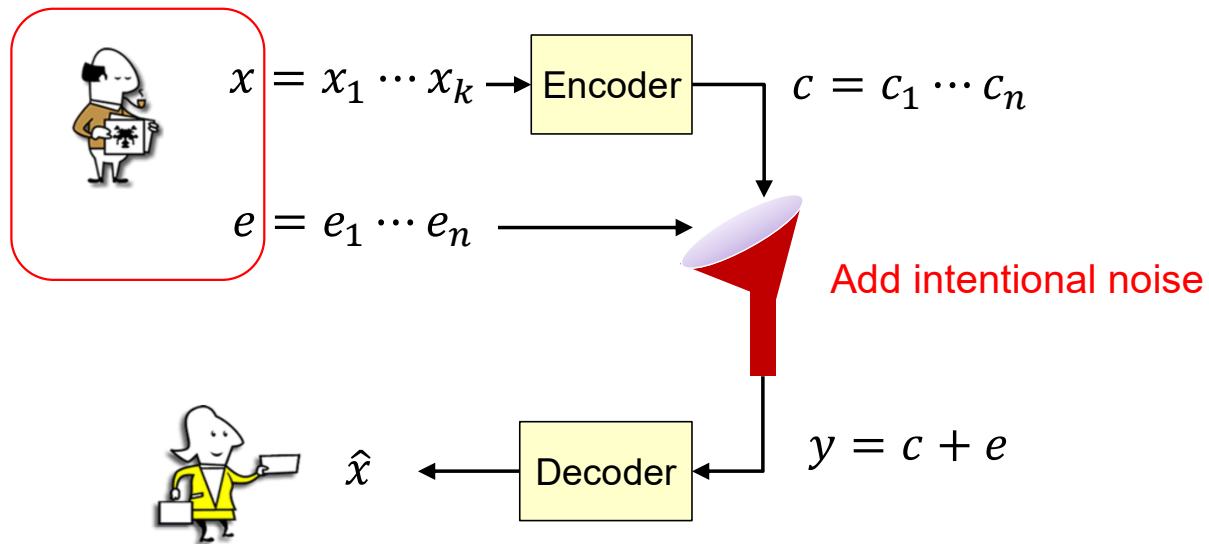 x = x₁ ⋯ xₖ
Encoder
c = c₁ ⋯ cₙ
e = e₁ ⋯ eₙ
Add intentional noise
x̂
Decoder
y = c + e